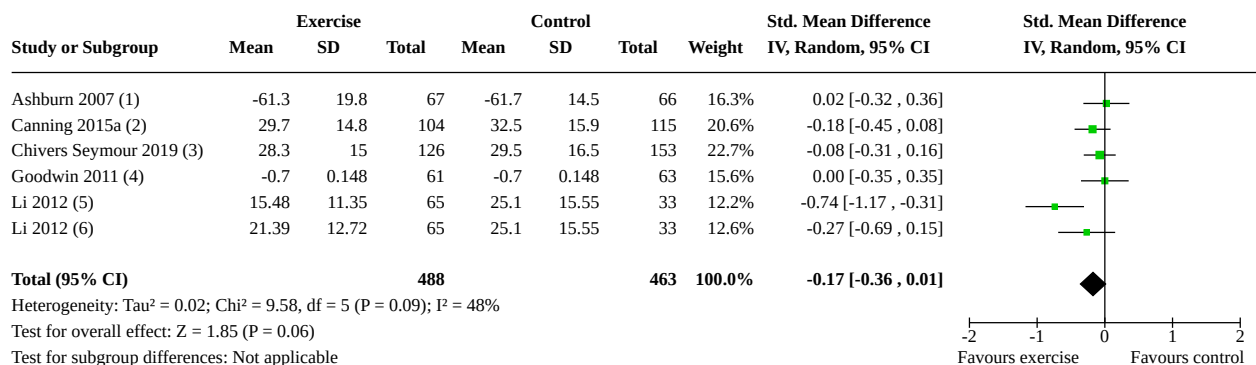 Exercise Control Std. Mean Difference Std. Mean Difference
Study or Subgroup Mean SD Total Mean SD Total Weight IV, Random, 95% CI IV, Random, 95% CI
Ashburn 2007 (1) -61.3 19.8 67 -61.7 14.5 66 16.3% 0.02 [-0.32 , 0.36]
Canning 2015a (2) 29.7 14.8 104 32.5 15.9 115 20.6% -0.18 [-0.45 , 0.08]
Chivers Seymour 2019 (3) 28.3 15 126 29.5 16.5 153 22.7% -0.08 [-0.31 , 0.16]
Goodwin 2011 (4) -0.7 0.148 61 -0.7 0.148 63 15.6% 0.00 [-0.35 , 0.35]
Li 2012 (5) 15.48 11.35 65 25.1 15.55 33 12.2% -0.74 [-1.17 , -0.31]
Li 2012 (6) 21.39 12.72 65 25.1 15.55 33 12.6% -0.27 [-0.69 , 0.15]
Total (95% CI) 488 463 100.0% -0.17 [-0.36 , 0.01]
Heterogeneity: Tau² = 0.02; Chi² = 9.58, df = 5 (P = 0.09); I² = 48%
Test for overall effect: Z = 1.85 (P = 0.06)
Test for subgroup differences: Not applicable
-2 -1 0 1 2
Favours exercise Favours control